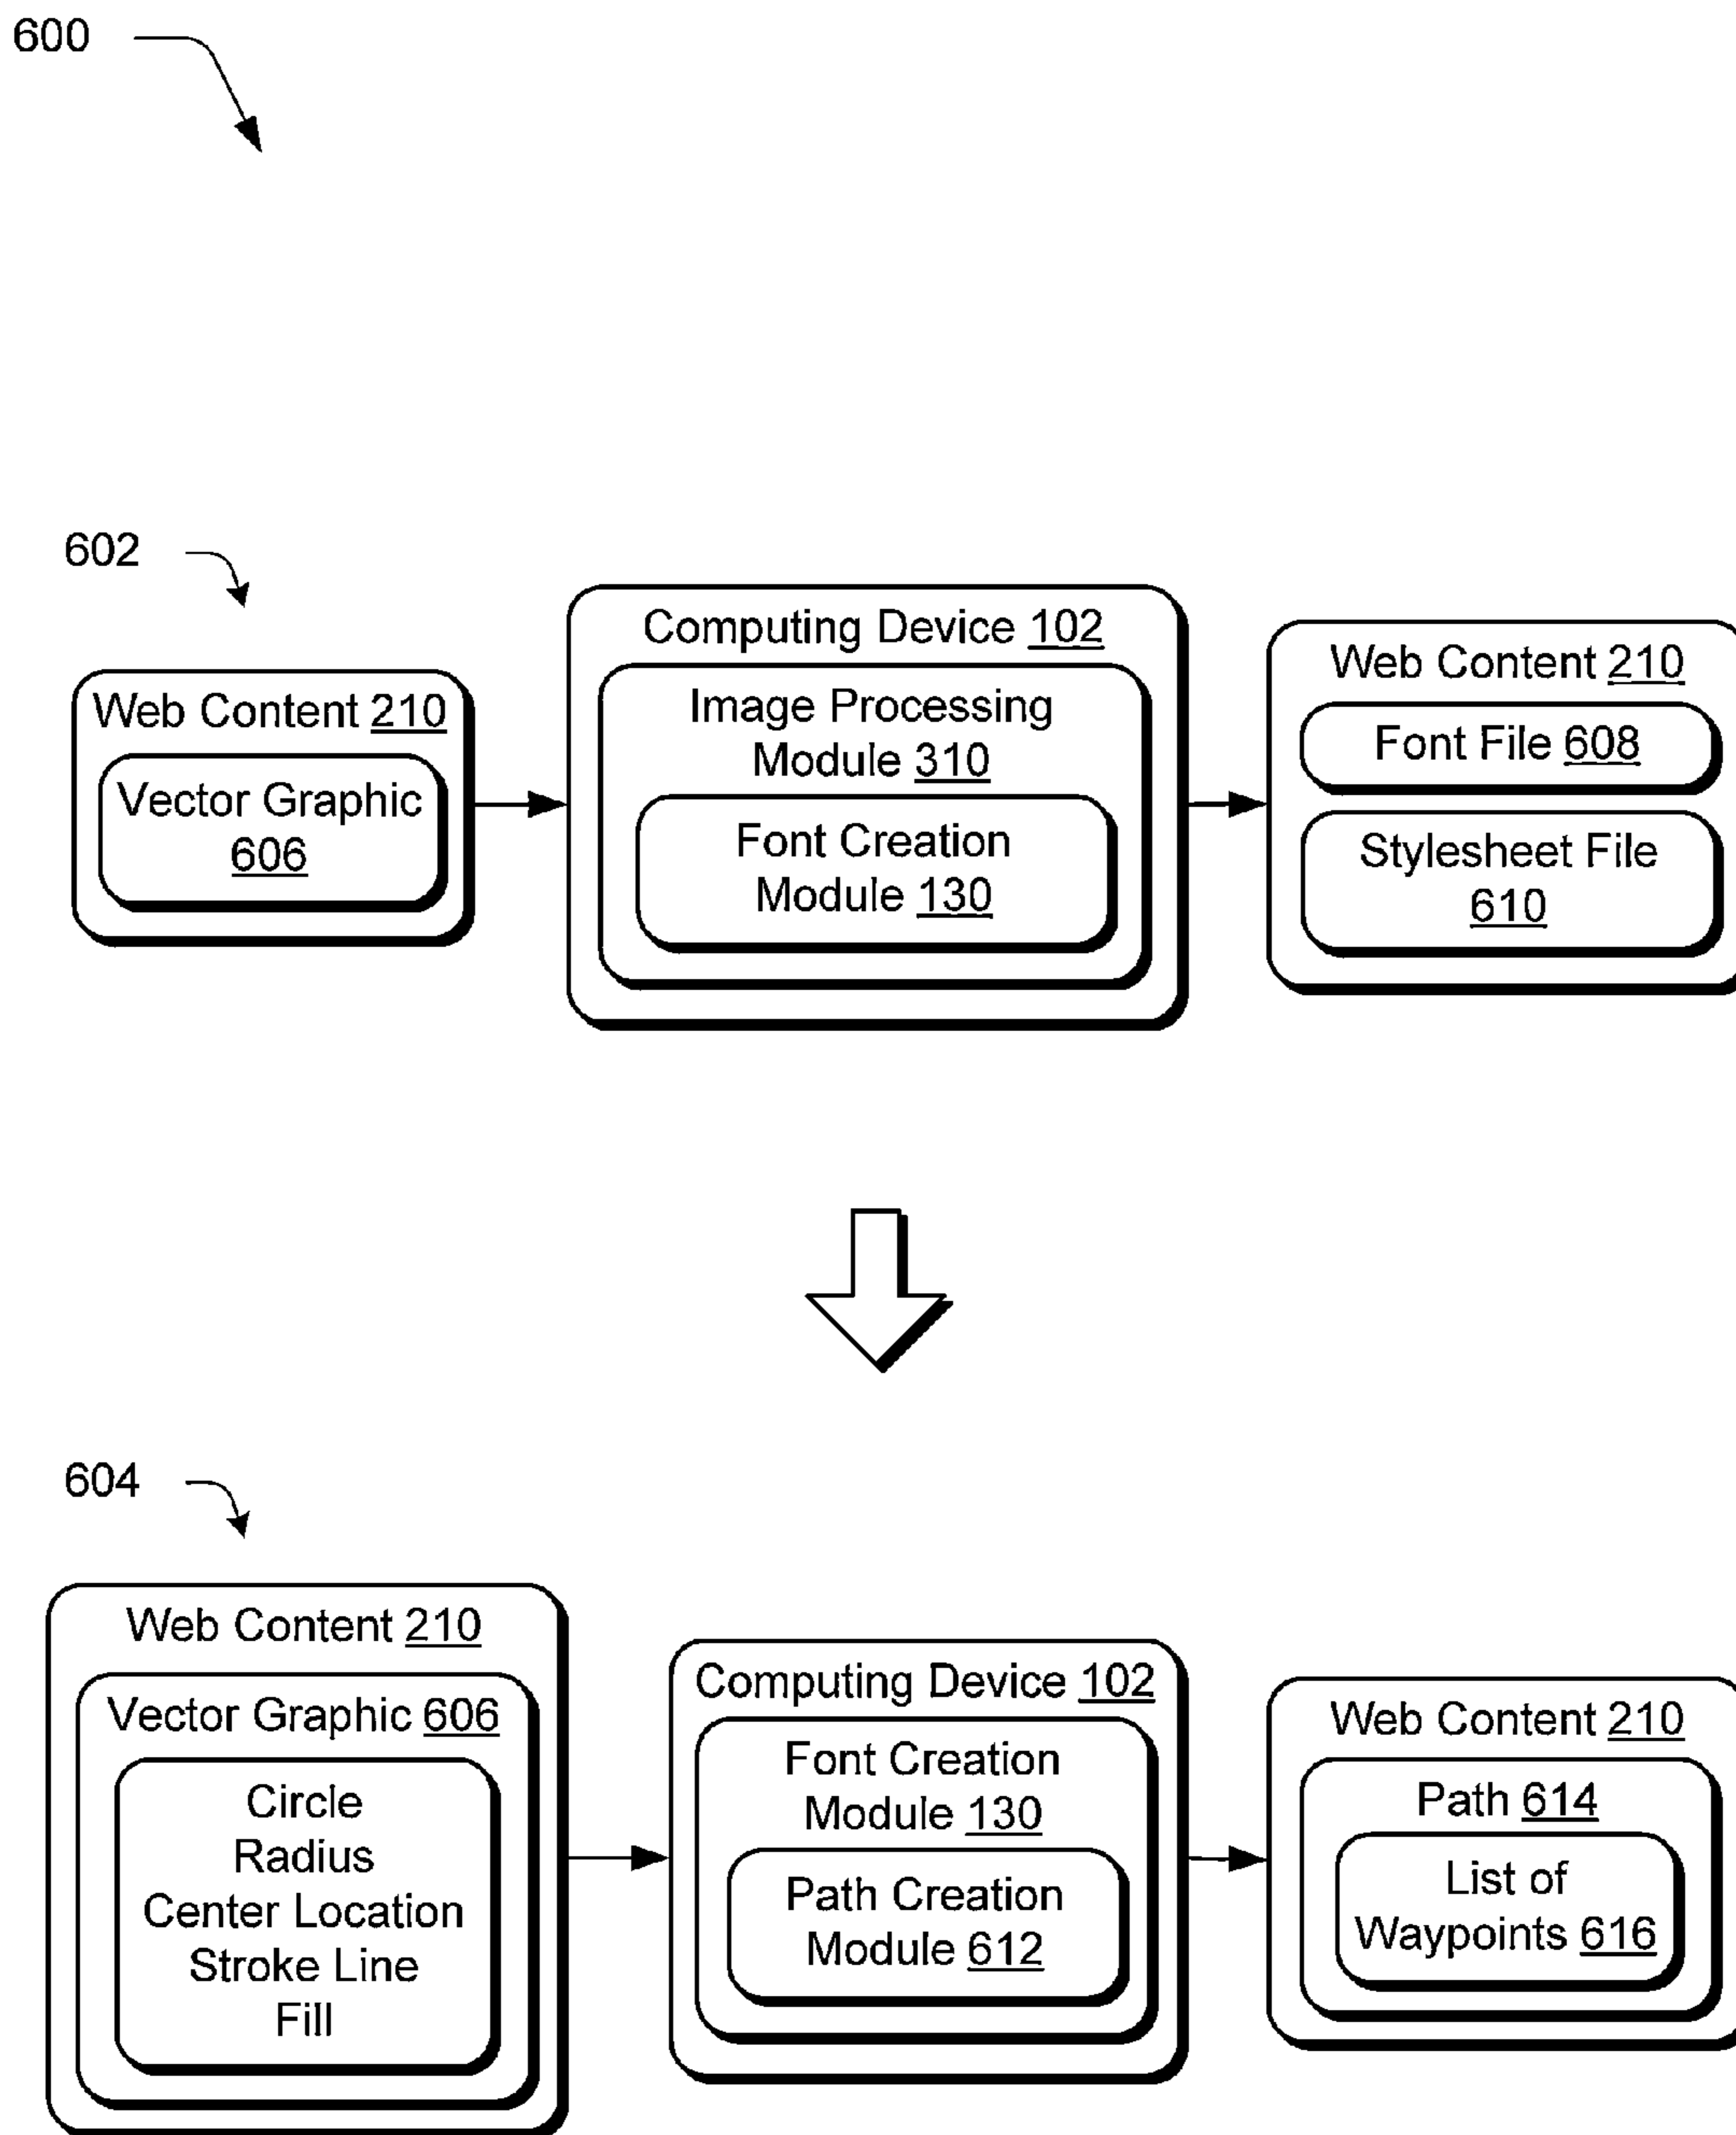 600
602
Web Content 210
Vector Graphic
606
Computing Device 102
Image Processing
Module 310
Font Creation
Module 130
Web Content 210
Font File 608
Stylesheet File
610
604
Web Content 210
Vector Graphic 606
Circle
Radius
Center Location
Stroke Line
Fill
Computing Device 102
Font Creation
Module 130
Path Creation
Module 612
Web Content 210
Path 614
List of
Waypoints 616